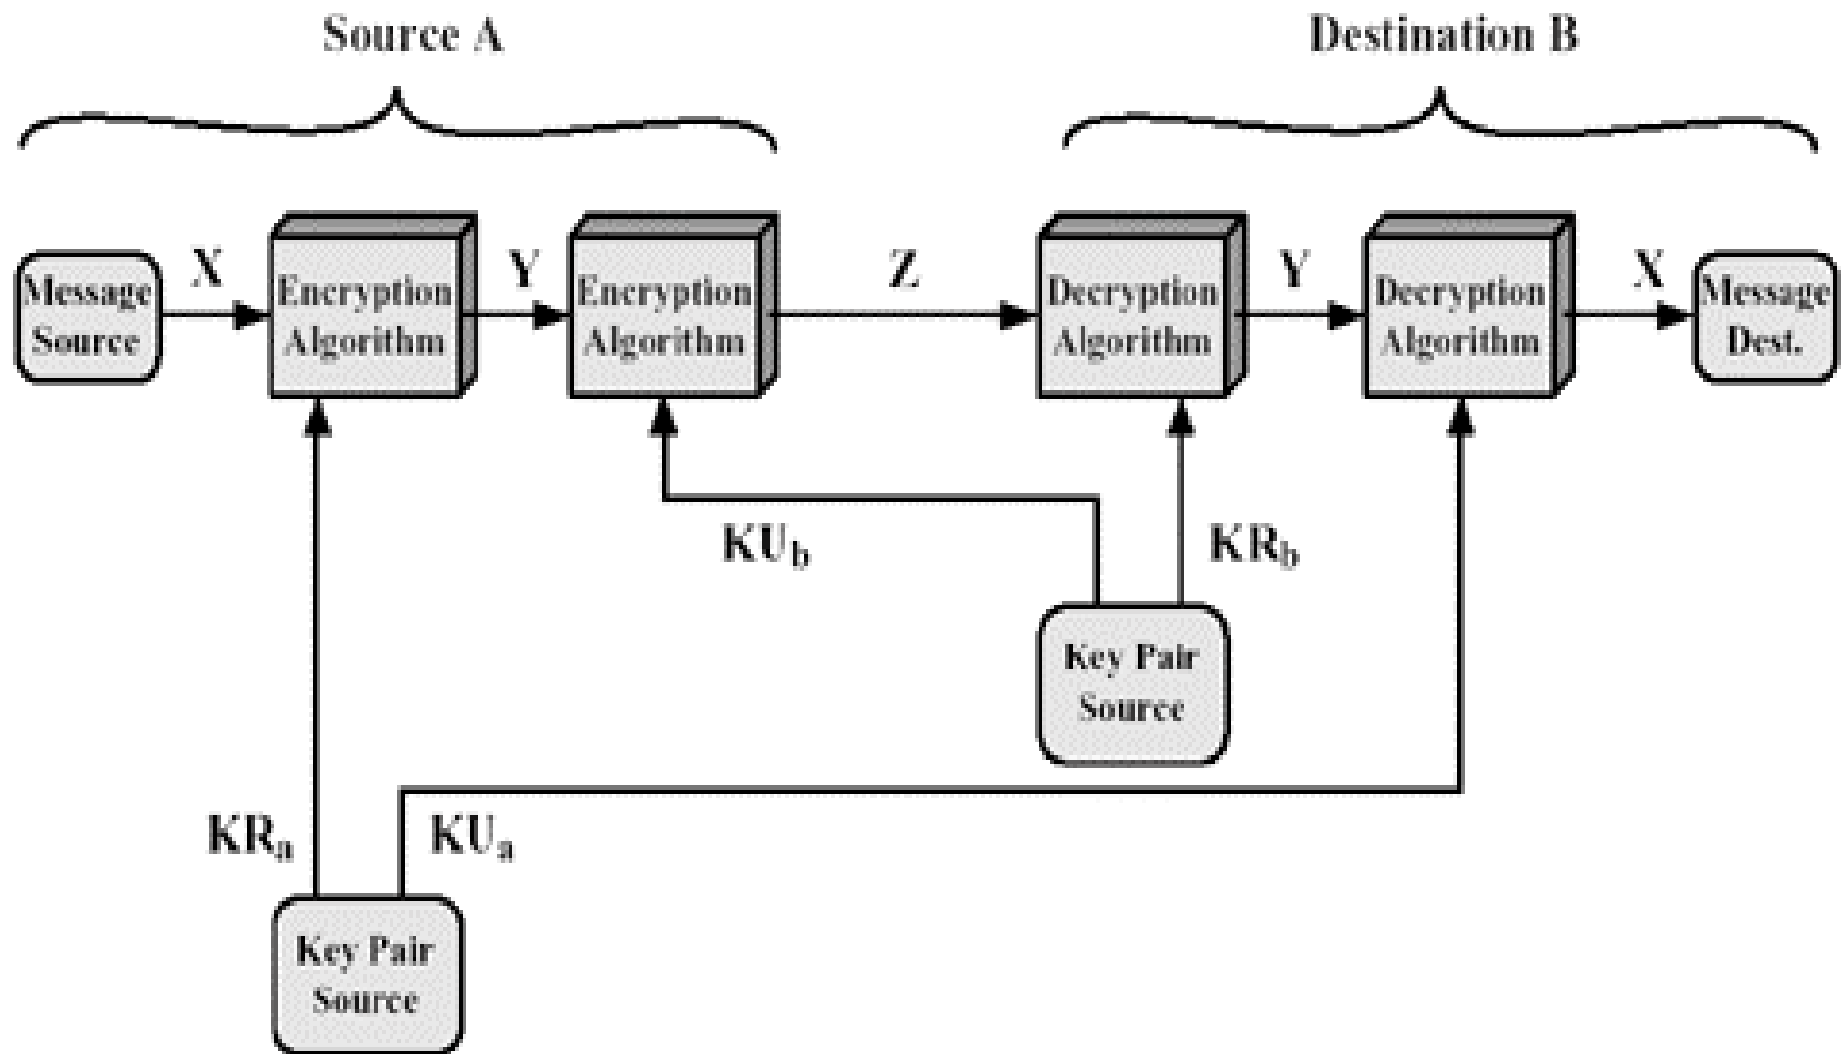 Source A
Destination B
Message
Source
X
Encryption
Algorithm
Y
Encryption
Algorithm
Z
Decryption
Algorithm
Y
Decryption
Algorithm
X
Message
Dest.
KUb
KRb
Key Pair
Source
KRa
KUa
Key Pair
Source